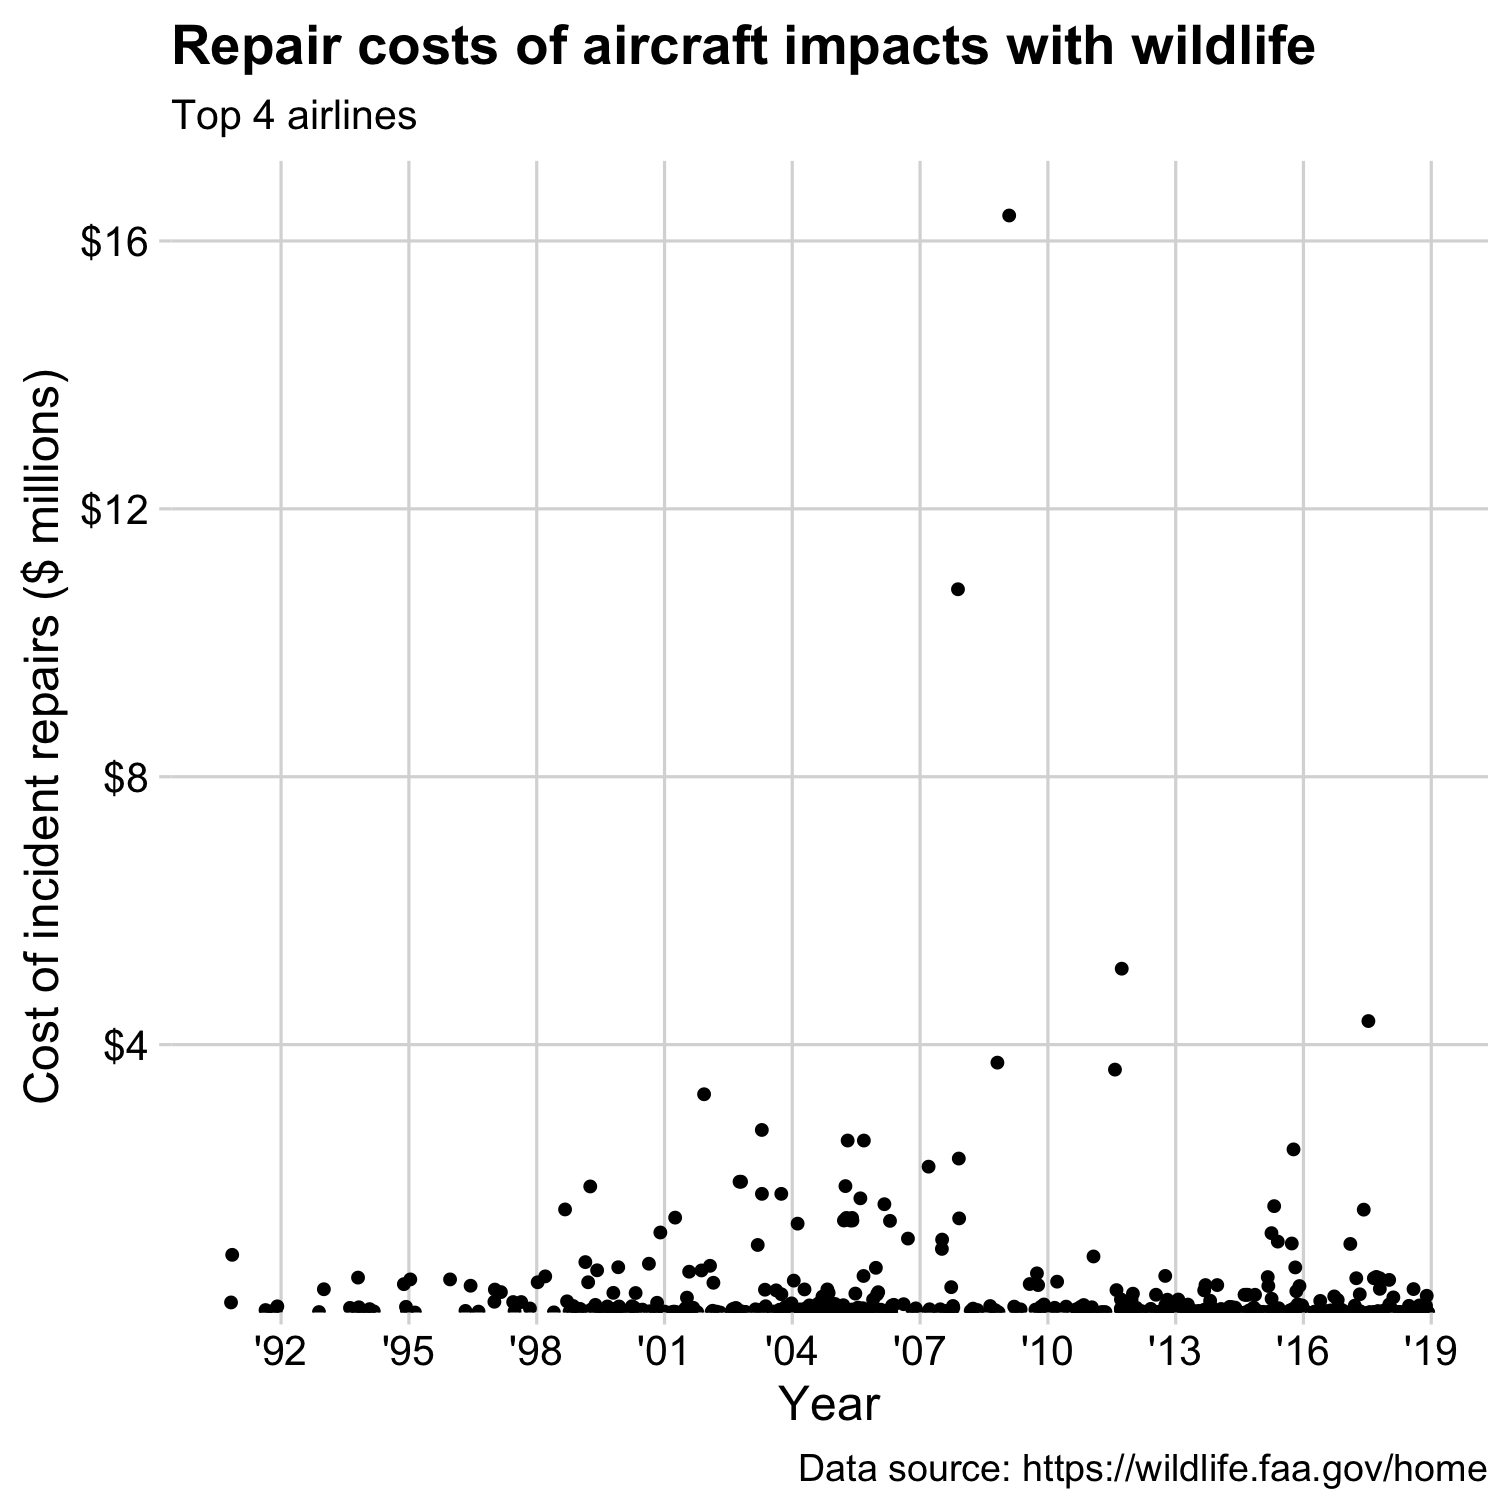 Repair costs of aircraft impacts with wildlife
Top 4 airlines
Cost of incident repairs ($ millions)
$16
$12
$8
$4
'92 '95 '98 '01 '04 '07 '10 '13 '16 '19
Year
Data source: https://wildlife.faa.gov/home